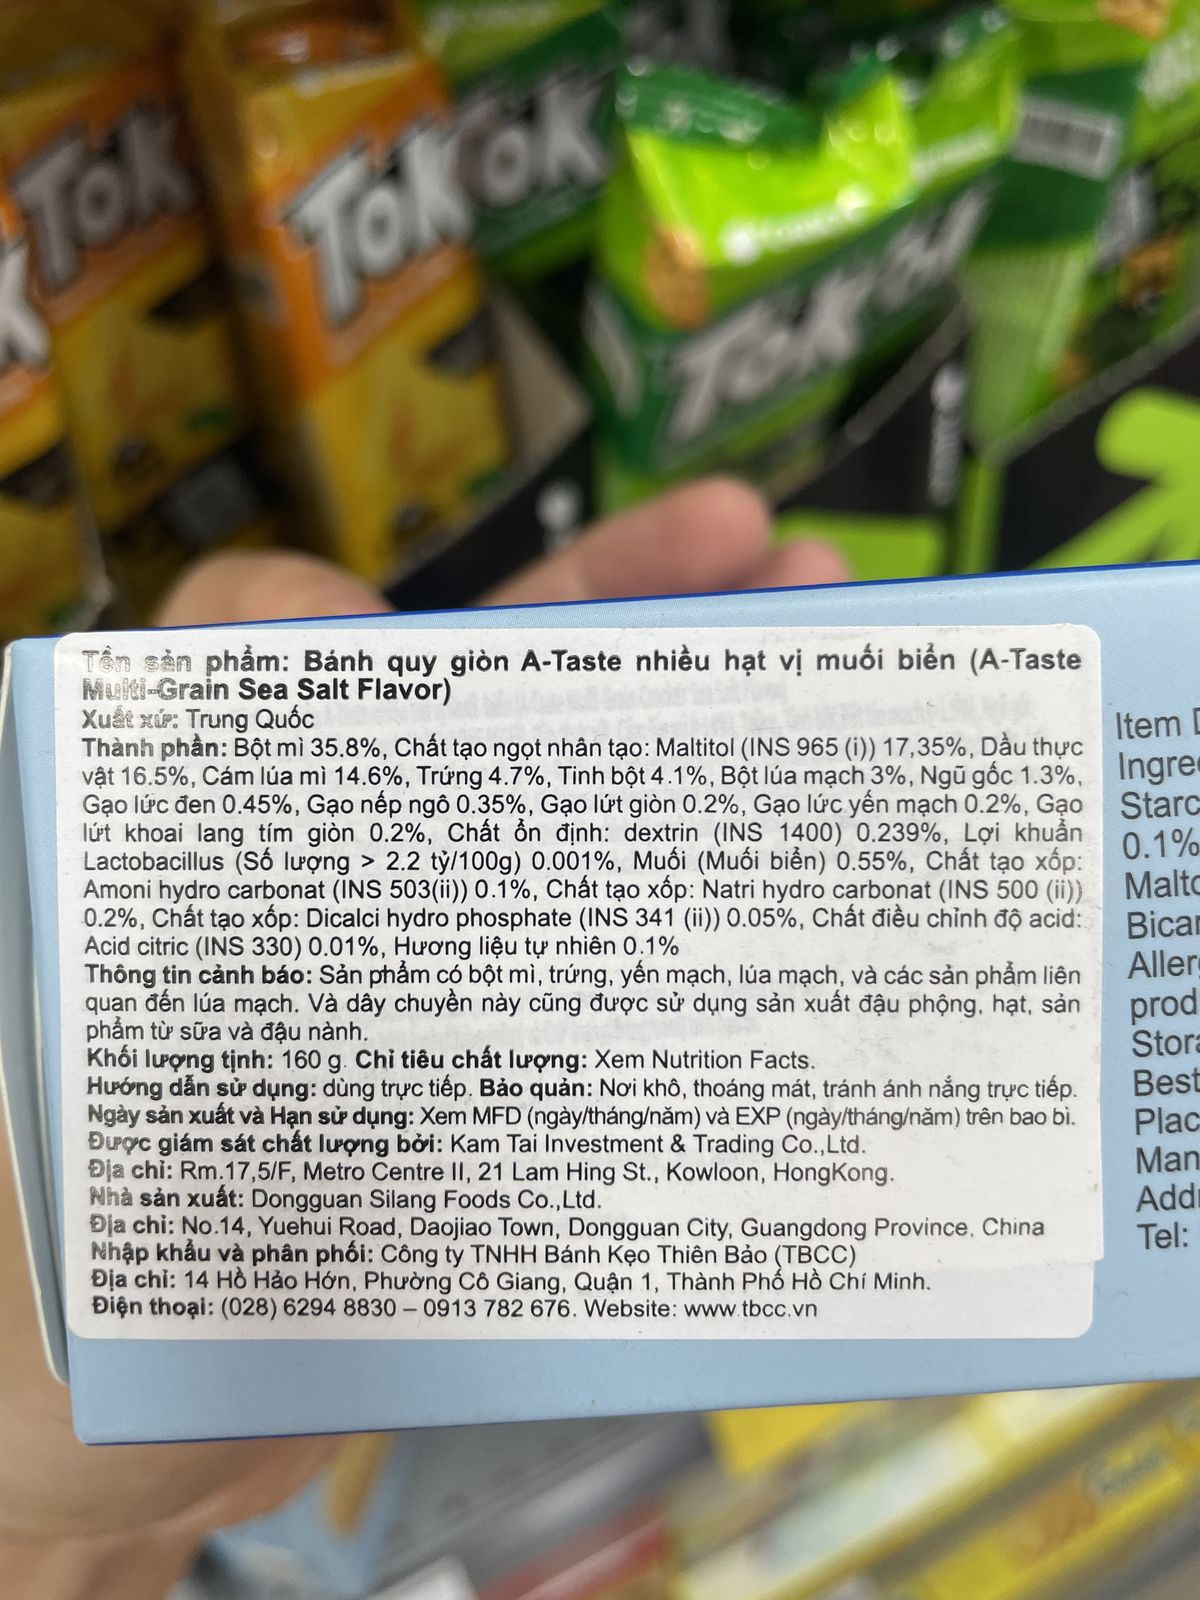 ToK
ToK
ToK
ToK
Tên sản phẩm: Bánh quy giòn A-Taste nhiều hạt vị muối biển (A-Taste
Multi-Grain Sea Salt Flavor)
Xuất xứ: Trung Quốc
Thành phần: Bột mì 35.8%, Chất tạo ngọt nhân tạo: Maltitol (INS 965 (i)) 17,35%, Dầu thực
vật 16.5%, Cám lúa mì 14.6%, Trứng 4.7%, Tinh bột 4.1%, Bột lúa mạch 3%, Ngũ gốc 1.3%,
Gạo lức đen 0.45%, Gạo nếp ngô 0.35%, Gạo lứt giòn 0.2%, Gạo lức yến mạch 0.2%, Gạo
lứt khoai lang tím giòn 0.2%, Chất ổn định: dextrin (INS 1400) 0.239%, Lợi khuẩn
Lactobacillus (Số lượng > 2.2 tỷ/100g) 0.001%, Muối (Muối biển) 0.55%, Chất tạo xốp:
Amoni hydro carbonat (INS 503(ii)) 0.1%, Chất tạo xốp: Natri hydro carbonat (INS 500 (ii))
0.2%, Chất tạo xốp: Dicalci hydro phosphate (INS 341 (ii)) 0.05%, Chất điều chỉnh độ acid:
Acid citric (INS 330) 0.01%, Hương liệu tự nhiên 0.1%
Thông tin cảnh báo: Sản phẩm có bột mì, trứng, yến mạch, lúa mạch, và các sản phẩm liên
quan đến lúa mạch. Và dây chuyền này cũng được sử dụng sản xuất đậu phộng, hạt, sản
phẩm từ sữa và đậu nành.
Khối lượng tịnh: 160 g. Chỉ tiêu chất lượng: Xem Nutrition Facts.
Hướng dẫn sử dụng: dùng trực tiếp. Bảo quản: Nơi khô, thoáng mát, tránh ánh nắng trực tiếp.
Ngày sản xuất và Hạn sử dụng: Xem MFD (ngày/tháng/năm) và EXP (ngày/tháng/năm) trên bao bì.
Được giám sát chất lượng bởi: Kam Tai Investment & Trading Co.,Ltd.
Địa chỉ: Rm.17,5/F, Metro Centre II, 21 Lam Hing St., Kowloon, HongKong.
Nhà sản xuất: Dongguan Silang Foods Co.,Ltd.
Địa chỉ: No.14, Yuehui Road, Daojiao Town, Dongguan City, Guangdong Province, China
Nhập khẩu và phân phối: Công ty TNHH Bánh Kẹo Thiên Bảo (TBCC)
Địa chỉ: 14 Hồ Hảo Hớn, Phường Cô Giang, Quận 1, Thành Phố Hồ Chí Minh.
Điện thoại: (028) 6294 8830 – 0913 782 676. Website: www.tbcc.vn
Item
Ingre
Starc
0.1%
Malto
Bicar
Aller
prod
Stora
Best
Plac
Man
Addr
Tel: